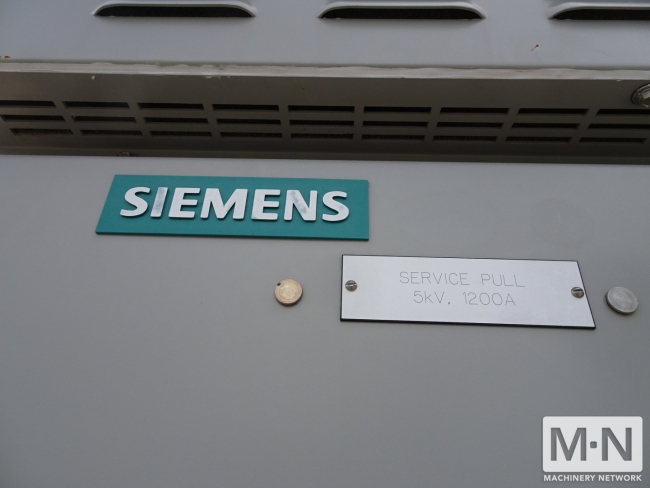 SIEMENS
SERVICE PULL
5kV. 1200A
M·N
MACHINERY NETWORK